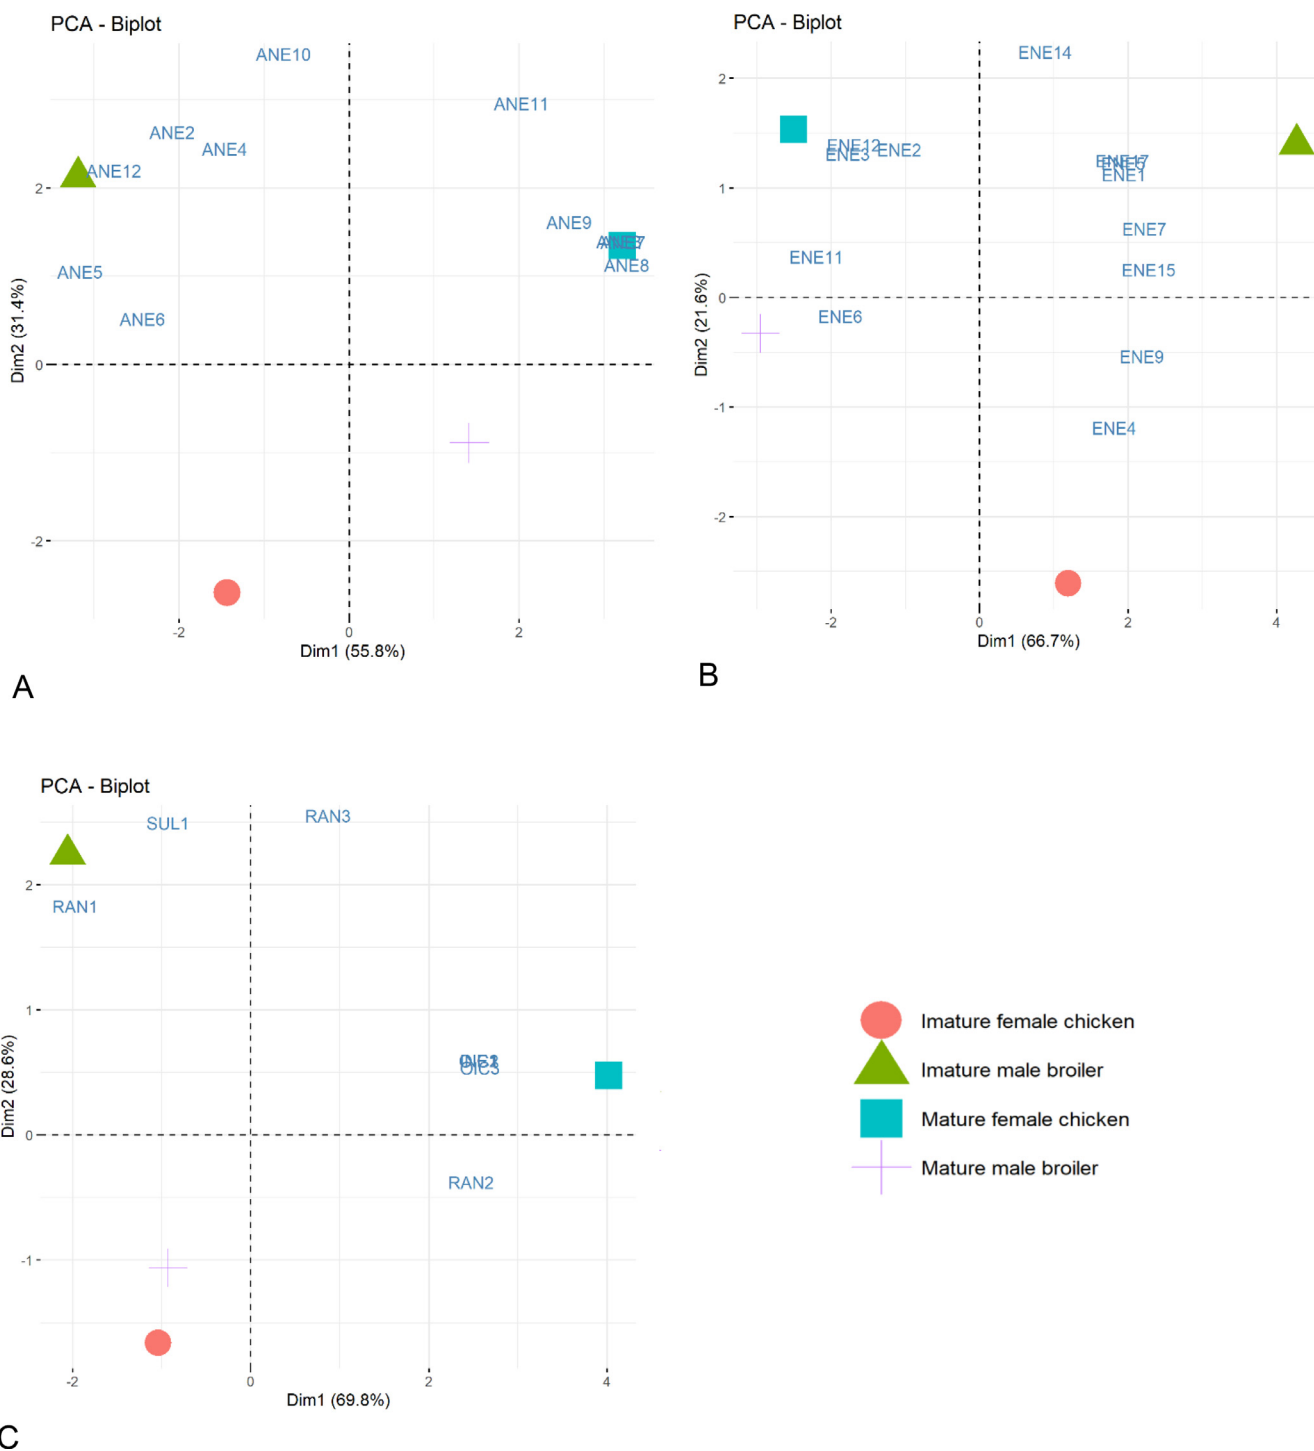 PCA - Biplot
ANE10
ANE11
ANE2
ANE4
ANE12
ANE9
ANE8
ANE5
ANE6
2
0
-2
Dim2 (31.4%)
-2
0
2
Dim1 (55.8%)
A
PCA - Biplot
ENE14
ENE12
ENE3
ENE2
ENE17
ENE1
ENE7
ENE11
ENE15
ENE6
ENE9
ENE4
2
1
0
-1
-2
Dim2 (21.6%)
-2
0
2
4
Dim1 (66.7%)
B
PCA - Biplot
SUL1
RAN3
RAN1
OIC3
RAN2
2
1
0
-1
Dim2 (28.6%)
-2
0
2
4
Dim1 (69.8%)
C
Imature female chicken
Imature male broiler
Mature female chicken
Mature male broiler